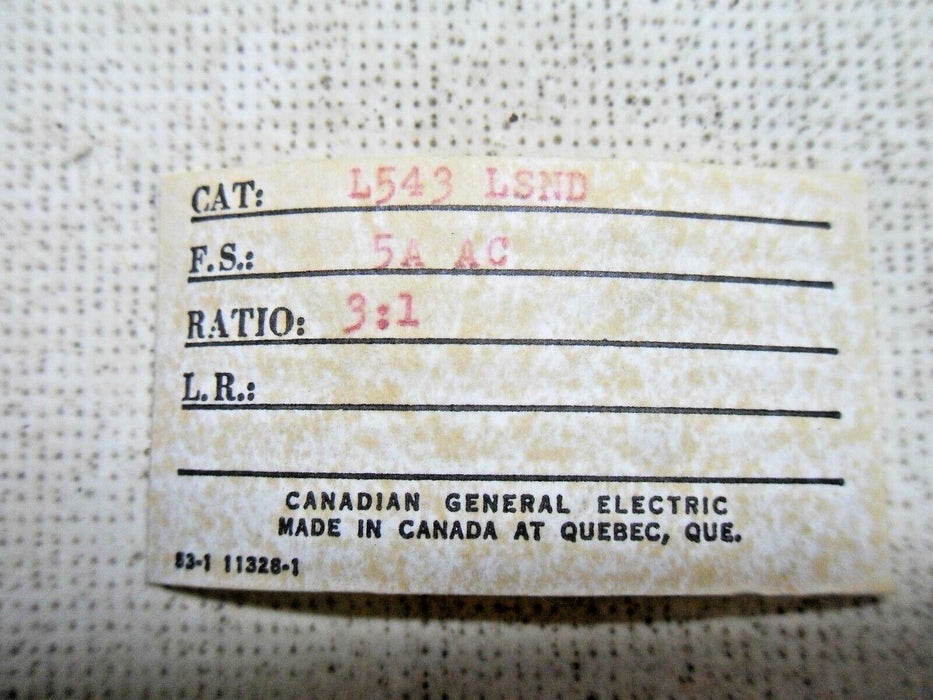 CAT: L543 LSND
F.S.: 5A AC
RATIO: 3:1
L.R.:
CANADIAN GENERAL ELECTRIC
MADE IN CANADA AT QUEBEC, QUE.
83-1 11328-1